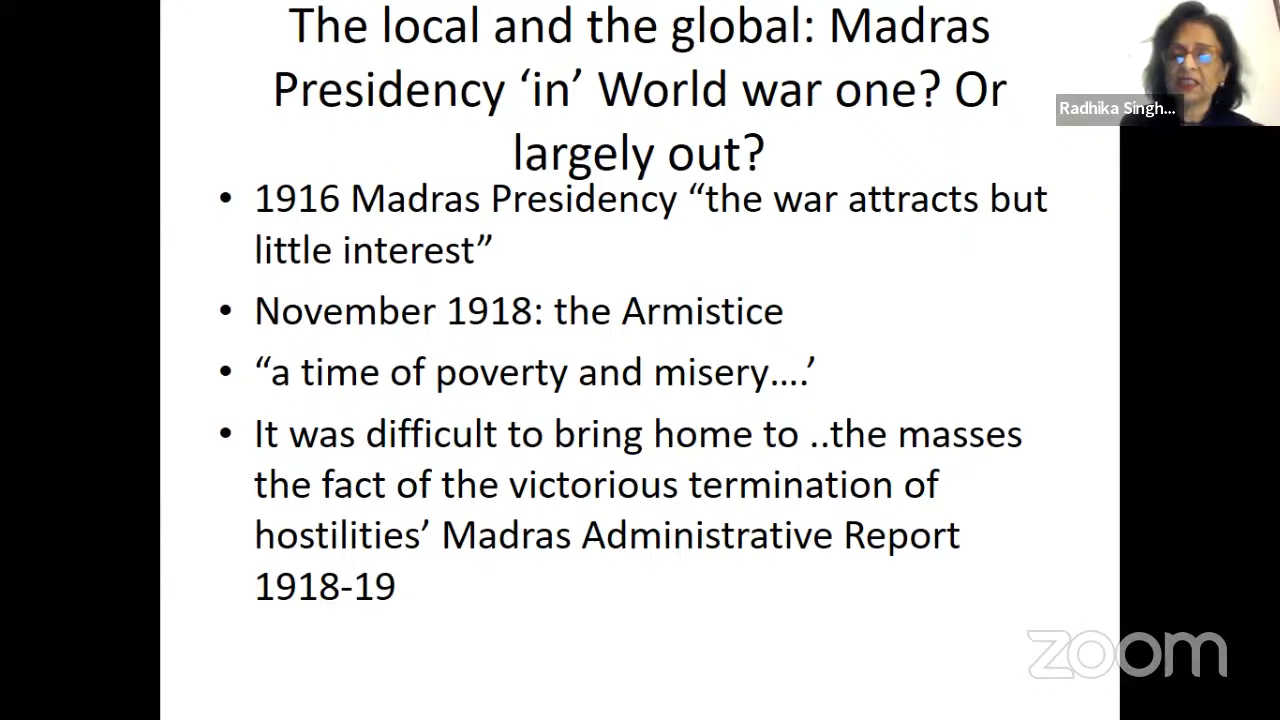 The local and the global: Madras
Presidency ‘in’ World war one? Or
largely out?
Radhika Singh...
• 1916 Madras Presidency “the war attracts but
little interest”
• November 1918: the Armistice
• “a time of poverty and misery….’
• It was difficult to bring home to ..the masses
the fact of the victorious termination of
hostilities’ Madras Administrative Report
1918-19
zoom